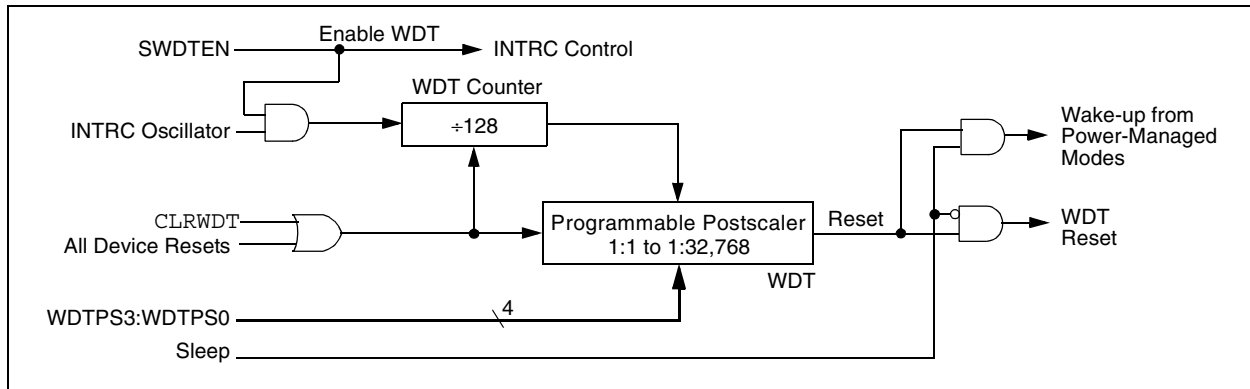 Enable WDT
SWDTEN
INTRC Control
WDT Counter
INTRC Oscillator
÷128
Wake-up from
Power-Managed
Modes
CLRWDT
All Device Resets
Programmable Postscaler
1:1 to 1:32,768
Reset
WDT
WDT
Reset
WDTPS3:WDTPS0
4
Sleep